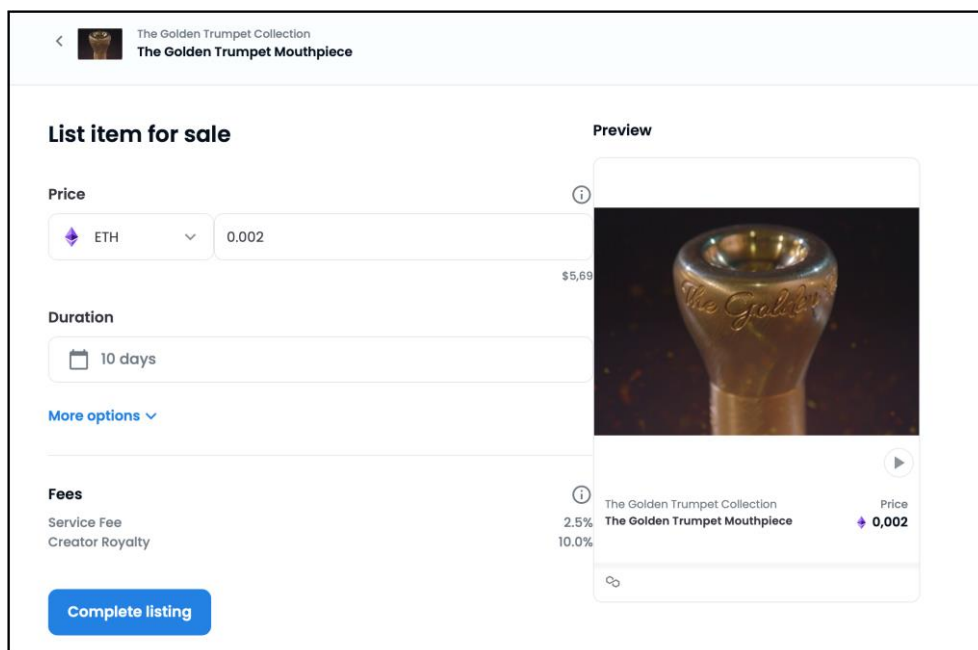 The Golden Trumpet Collection
The Golden Trumpet Mouthpiece
List item for sale
Price
ETH
0.002
$5,69
Duration
10 days
More options
Fees
Service Fee 2.5%
Creator Royalty 10.0%
Complete listing
Preview
The Golden
The Golden Trumpet Collection Price
The Golden Trumpet Mouthpiece 0,002